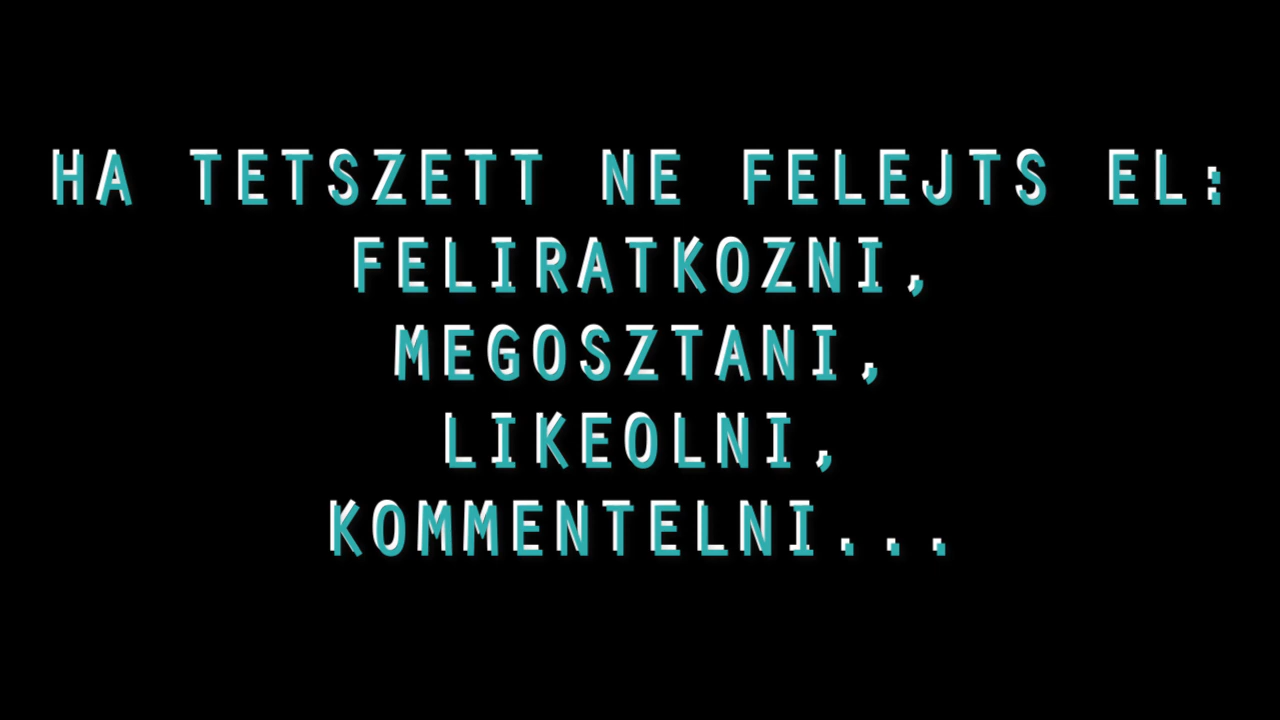 HA TETSZETT NE FELEJTS EL:
FELIRATKOZNI,
MEGOSZTANI,
LIKEOLNI,
KOMMENTELNI...